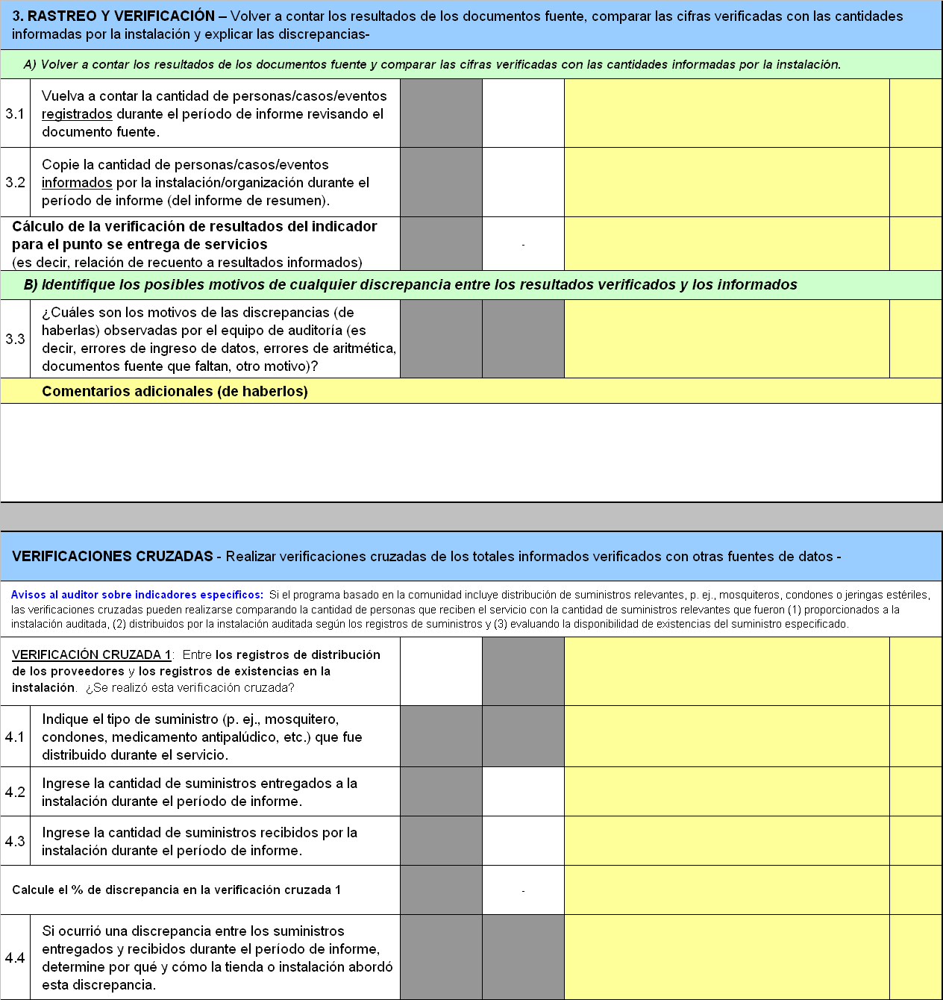 3. RASTREO Y VERIFICACIÓN – Volver a contar los resultados de los documentos fuente, comparar las cifras verificadas con las cantidades
informadas por la instalación y explicar las discrepancias-
A) Volver a contar los resultados de los documentos fuente y comparar las cifras verificadas con las cantidades informadas por la instalación.
3.1
Vuelva a contar la cantidad de personas/casos/eventos
registrados durante el período de informe revisando el
documento fuente.
3.2
Copie la cantidad de personas/casos/eventos
informados por la instalación/organización durante el
período de informe (del informe de resumen).
Cálculo de la verificación de resultados del indicador
para el punto se entrega de servicios
(es decir, relación de recuento a resultados informados)
-
B) Identifique los posibles motivos de cualquier discrepancia entre los resultados verificados y los informados
3.3
¿Cuáles son los motivos de las discrepancias (de
haberlas) observadas por el equipo de auditoría (es
decir, errores de ingreso de datos, errores de aritmética,
documentos fuente que faltan, otro motivo)?
Comentarios adicionales (de haberlos)
VERIFICACIONES CRUZADAS - Realizar verificaciones cruzadas de los totales informados verificados con otras fuentes de datos -
Avisos al auditor sobre indicadores específicos: Si el programa basado en la comunidad incluye distribución de suministros relevantes, p. ej., mosquiteros, condones o jeringas estériles,
las verificaciones cruzadas pueden realizarse comparando la cantidad de personas que reciben el servicio con la cantidad de suministros relevantes que fueron (1) proporcionados a la
instalación auditada, (2) distribuidos por la instalación auditada según los registros de suministros y (3) evaluando la disponibilidad de existencias del suministro especificado.
VERIFICACIÓN CRUZADA 1: Entre los registros de distribución
de los proveedores y los registros de existencias en la
instalación. ¿Se realizó esta verificación cruzada?
4.1
Indique el tipo de suministro (p. ej., mosquitero,
condones, medicamento antipalúdico, etc.) que fue
distribuido durante el servicio.
4.2
Ingrese la cantidad de suministros entregados a la
instalación durante el período de informe.
4.3
Ingrese la cantidad de suministros recibidos por la
instalación durante el período de informe.
Calcule el % de discrepancia en la verificación cruzada 1
-
4.4
Si ocurrió una discrepancia entre los suministros
entregados y recibidos durante el período de informe,
determine por qué y cómo la tienda o instalación abordó
esta discrepancia.